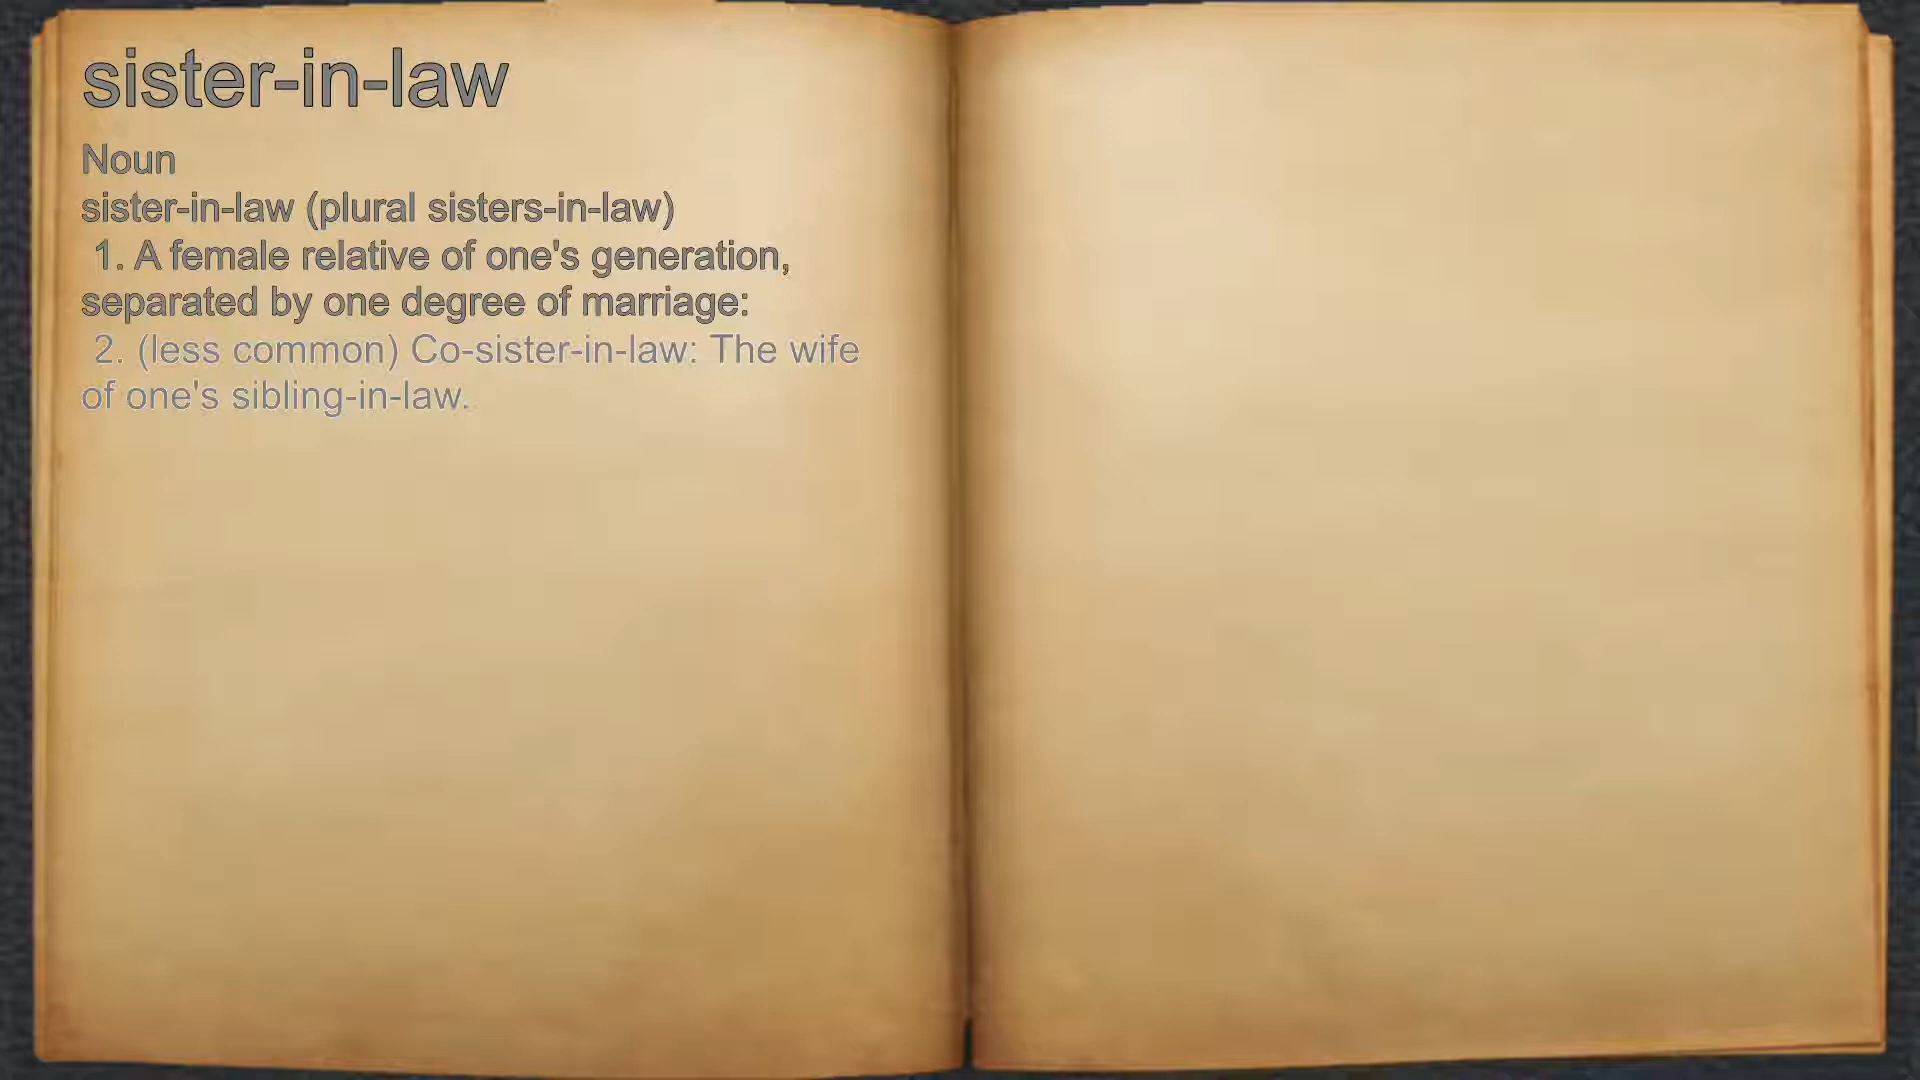 sister-in-law
Noun
sister-in-law (plural sisters-in-law)
1. A female relative of one's generation,
separated by one degree of marriage:
2. (less common) Co-sister-in-law: The wife
of one's sibling-in-law.